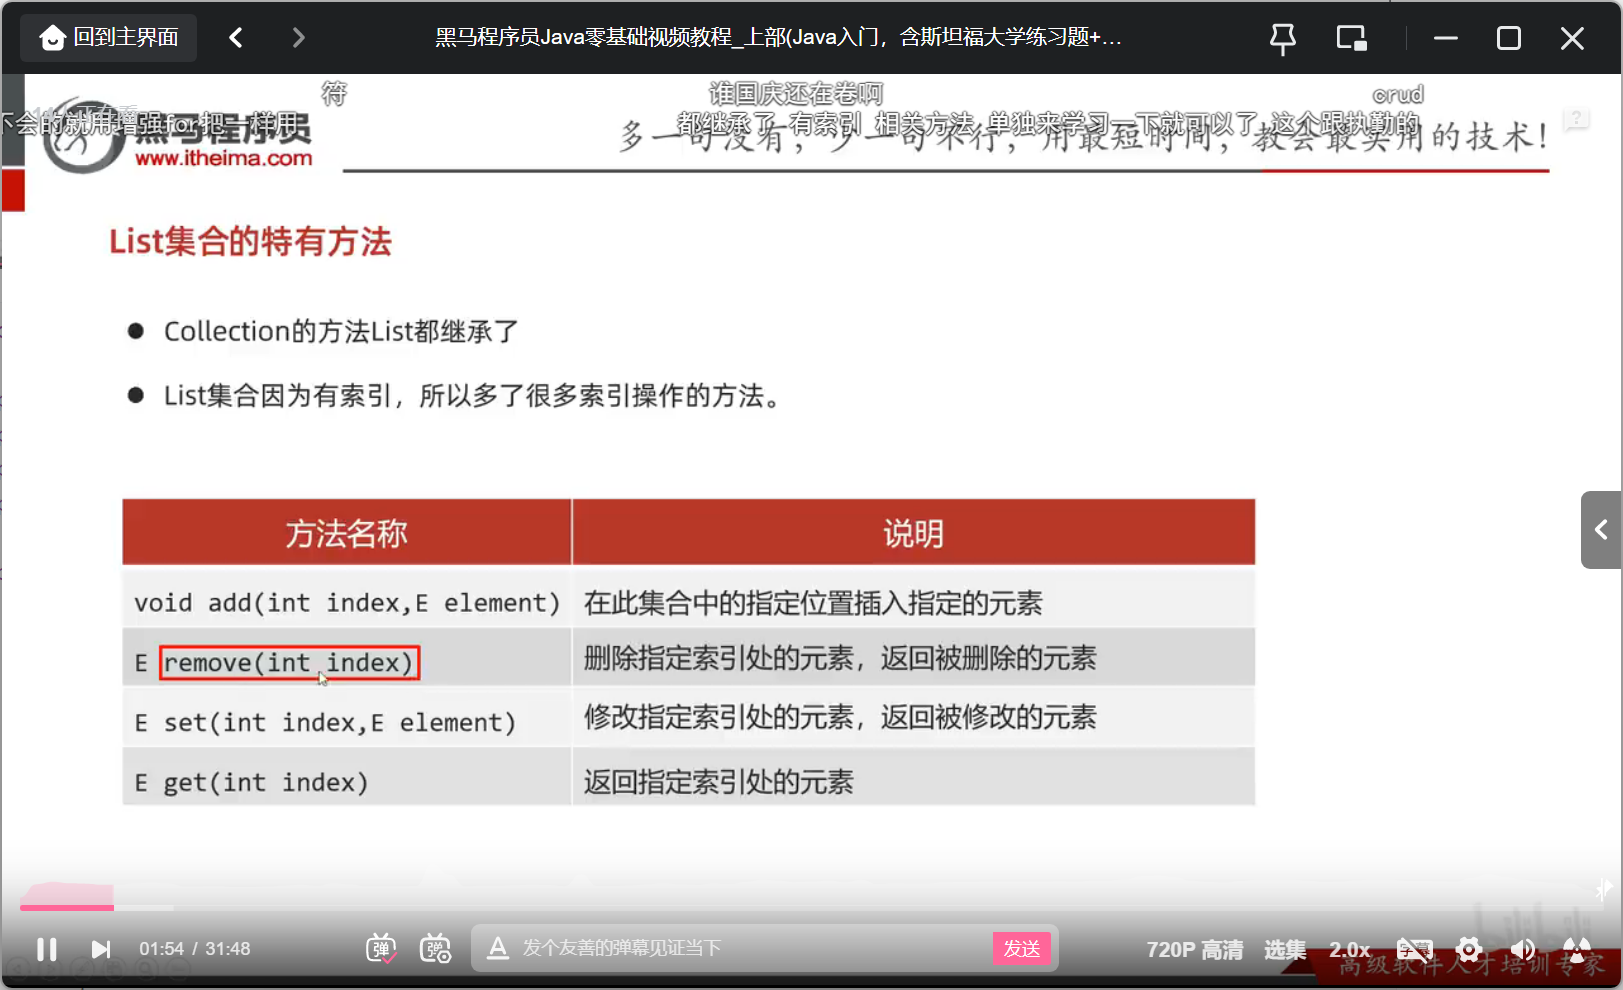 回到主界面
黑马程序员Java零基础视频教程_上部(Java入门，含斯坦福大学练习题+...
符
谁国庆还在卷啊
crud
不会的就用增强for把 一样用
都继承了 有索引 相关方法 单独来学习一下就可以了 这个跟执勤的
黑马程序员
www.itheima.com
多一句没有，少一句不行，用最短时间，教会最实用的技术！
List集合的特有方法
● Collection的方法List都继承了
● List集合因为有索引，所以多了很多索引操作的方法。
方法名称 说明
void add(int index,E element) 在此集合中的指定位置插入指定的元素
E remove(int index) 删除指定索引处的元素，返回被删除的元素
E set(int index,E element) 修改指定索引处的元素，返回被修改的元素
E get(int index) 返回指定索引处的元素
bilibili
01:54 / 31:48
弹
弹
A 发个友善的弹幕见证当下
发送
720P 高清
选集
2.0x
字幕
高级软件人才培训专家